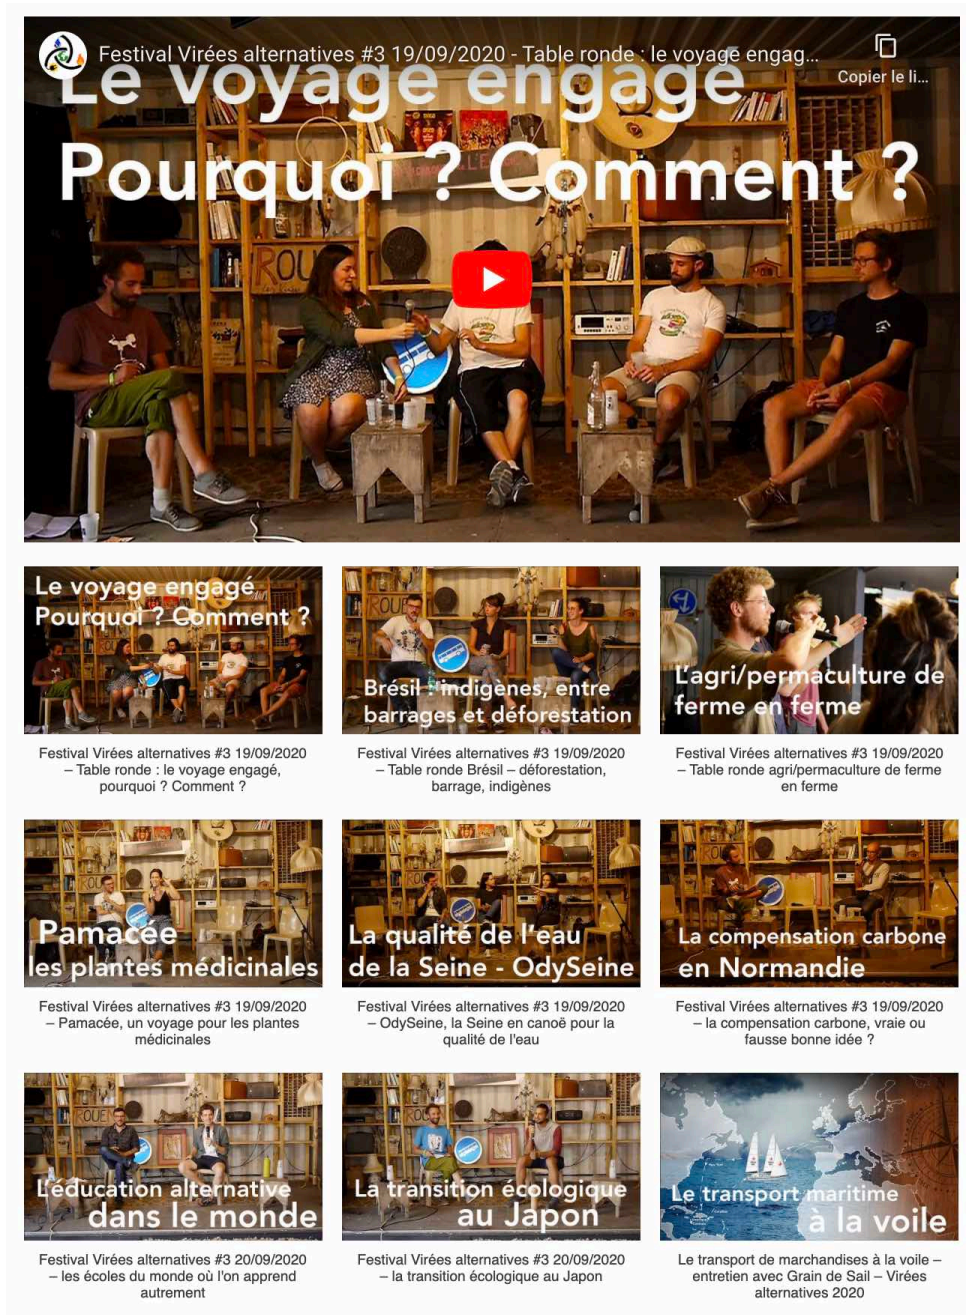 Festival Virées alternatives #3 19/09/2020 - Table ronde : le voyage engag...
Copier le li...
Le voyage engagé
Pourquoi ? Comment ?
ROU
Le voyage engagé
Pourquoi ? Comment ?
Brésil : indigènes, entre
barrages et déforestation
L'agri/permaculture de
ferme en ferme
Festival Virées alternatives #3 19/09/2020
– Table ronde : le voyage engagé,
pourquoi ? Comment ?
Festival Virées alternatives #3 19/09/2020
– Table ronde Brésil – déforestation,
barrage, indigènes
Festival Virées alternatives #3 19/09/2020
– Table ronde agri/permaculture de ferme
en ferme
Pamacée
les plantes médicinales
La qualité de l'eau
de la Seine - OdySeine
La compensation carbone
en Normandie
Festival Virées alternatives #3 19/09/2020
– Pamacée, un voyage pour les plantes
médicinales
Festival Virées alternatives #3 19/09/2020
– OdySeine, la Seine en canoë pour la
qualité de l'eau
Festival Virées alternatives #3 19/09/2020
– la compensation carbone, vraie ou
fausse bonne idée ?
ROUEN
L'éducation alternative
dans le monde
La transition écologique
au Japon
Le transport maritime
à la voile
Festival Virées alternatives #3 20/09/2020
– les écoles du monde où l'on apprend
autrement
Festival Virées alternatives #3 20/09/2020
– la transition écologique au Japon
Le transport de marchandises à la voile –
entretien avec Grain de Sail – Virées
alternatives 2020